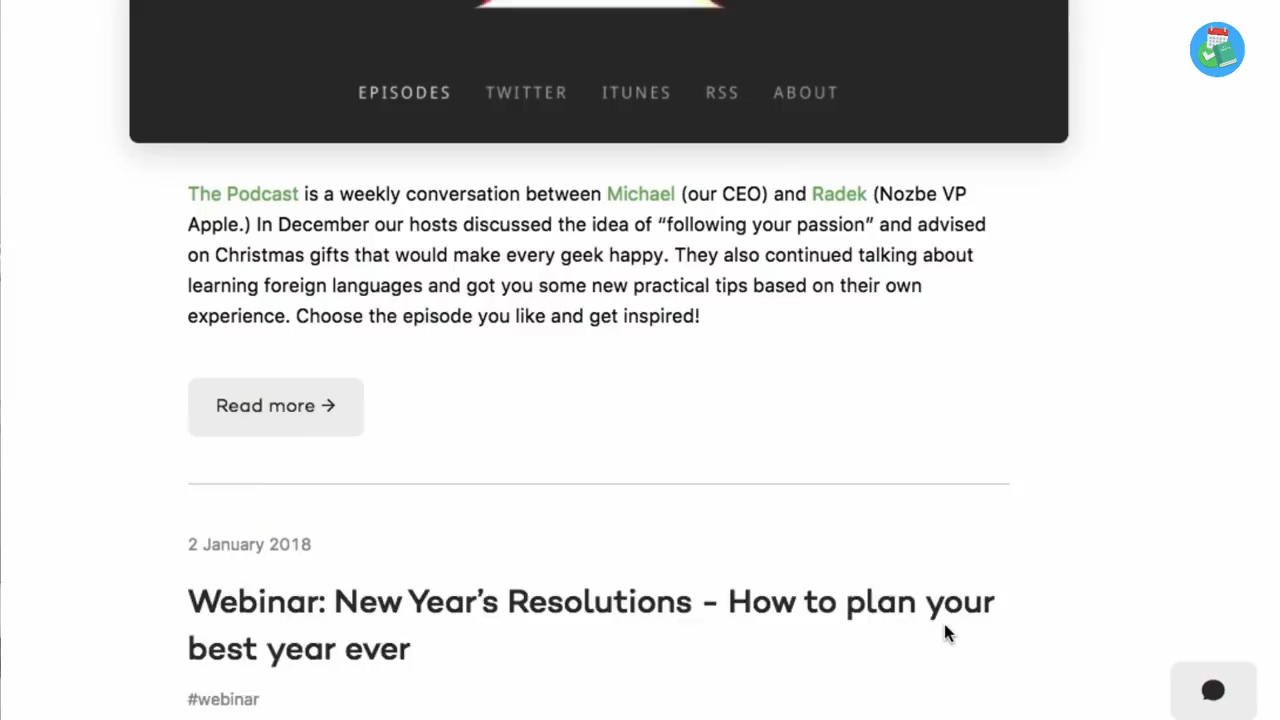 EPISODES TWITTER ITUNES RSS ABOUT
The Podcast is a weekly conversation between Michael (our CEO) and Radek (Nozbe VP
Apple.) In December our hosts discussed the idea of “following your passion” and advised
on Christmas gifts that would make every geek happy. They also continued talking about
learning foreign languages and got you some new practical tips based on their own
experience. Choose the episode you like and get inspired!
Read more →
2 January 2018
Webinar: New Year’s Resolutions - How to plan your
best year ever
#webinar